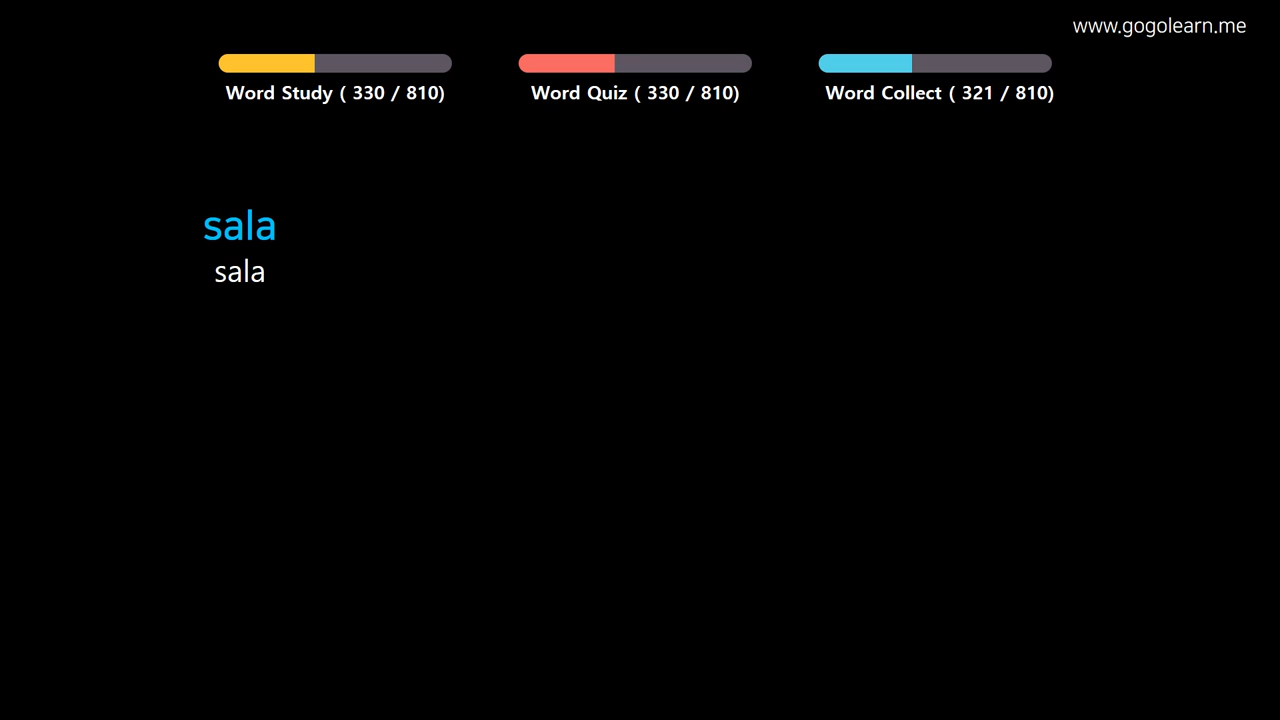 www.gogolearn.me
Word Study ( 330 / 810)
Word Quiz ( 330 / 810)
Word Collect ( 321 / 810)
sala
sala